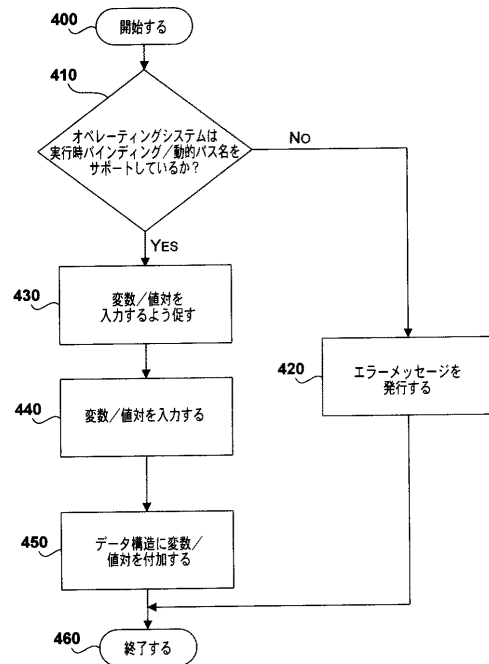 400
開始する
410
オペレーティングシステムは
実行時バインディング／動的パス名を
サポートしているか？
NO
YES
430
変数／値対を
入力するよう促す
420
エラーメッセージを
発行する
440
変数／値対を入力する
450
データ構造に変数／
値対を付加する
460
終了する